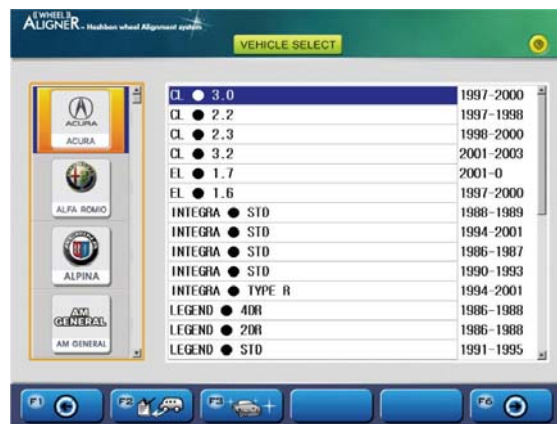 WHEEL
ALIGNER - Heshbon wheel Alignment system
VEHICLE SELECT
ACURA
ACURA
ALFA ROMIO
ALPINA
AM GENERAL
AM GENERAL
CL ● 3.0 1997-2000
CL ● 2.2 1997-1998
CL ● 2.3 1998-2000
CL ● 3.2 2001-2003
EL ● 1.7 2001-0
EL ● 1.6 1997-2000
INTEGRA ● STD 1988-1989
INTEGRA ● STD 1994-2001
INTEGRA ● STD 1986-1987
INTEGRA ● STD 1990-1993
INTEGRA ● TYPE R 1994-2001
LEGEND ● 4DR 1986-1988
LEGEND ● 2DR 1986-1988
LEGEND ● STD 1991-1995
F1
F2
F3
F6